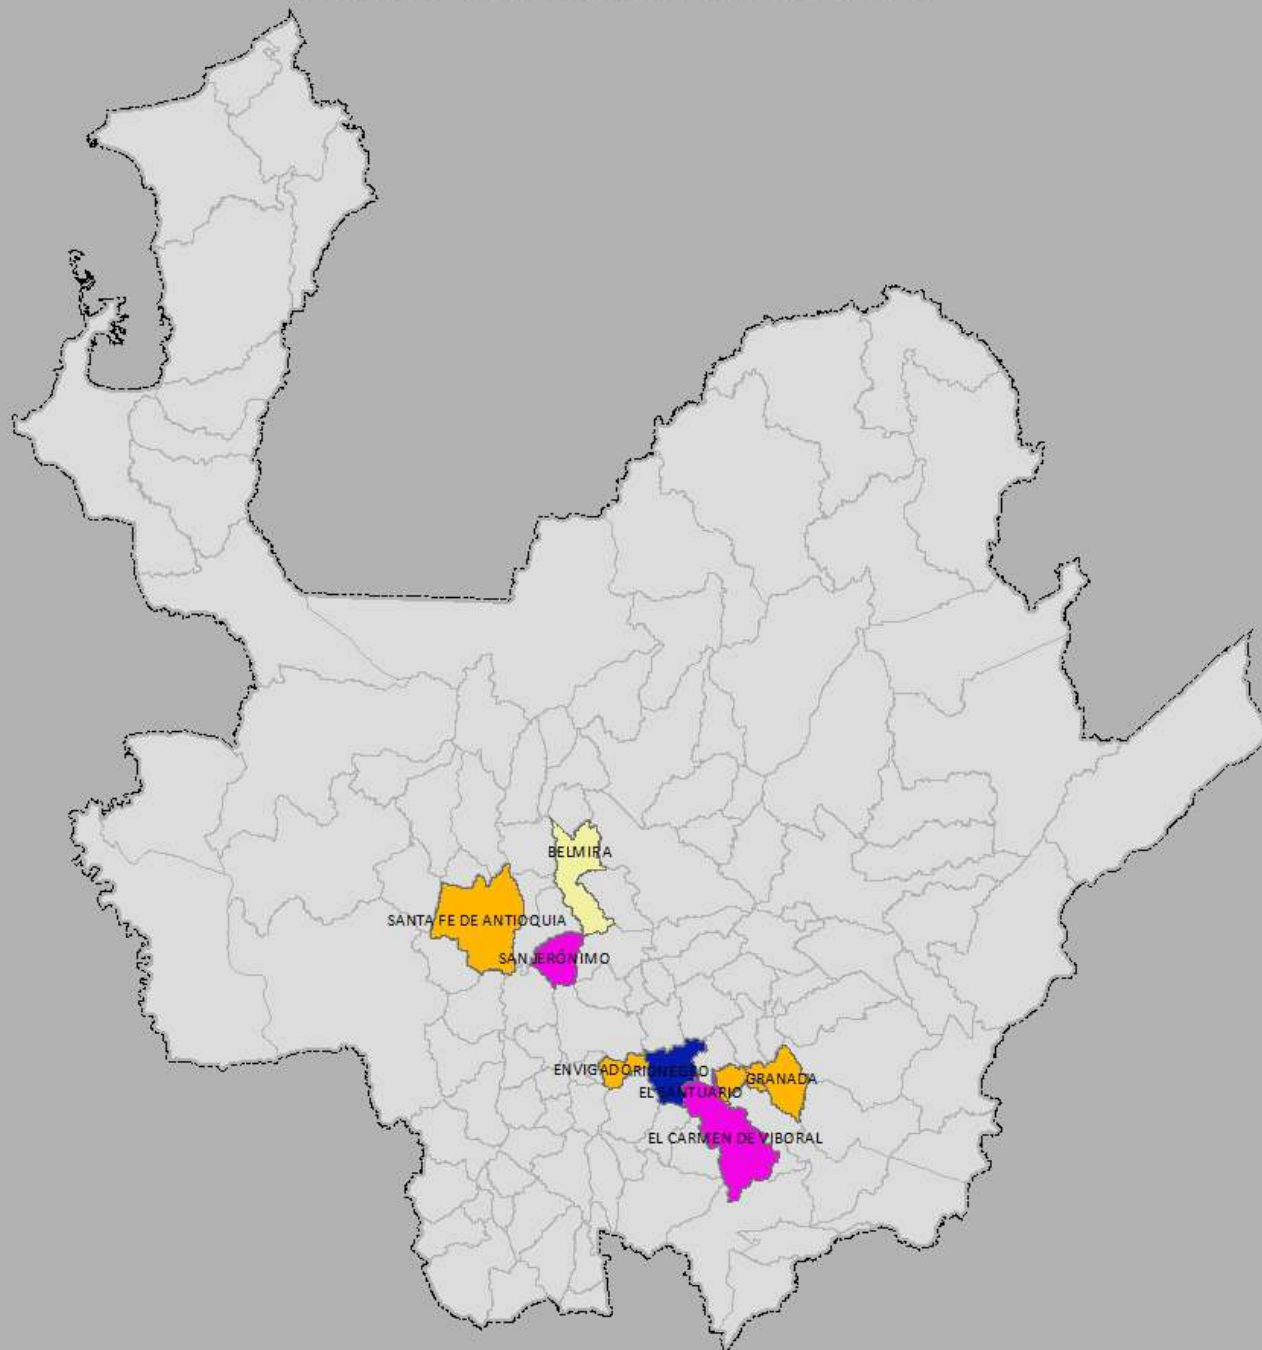 BELMIRA
SANTA FE DE ANTIOQUIA
SAN JERÓNIMO
ENVIGADO
RIONEGRO
GRANADA
EL SANTUARIO
EL CARMEN DE VIBORAL